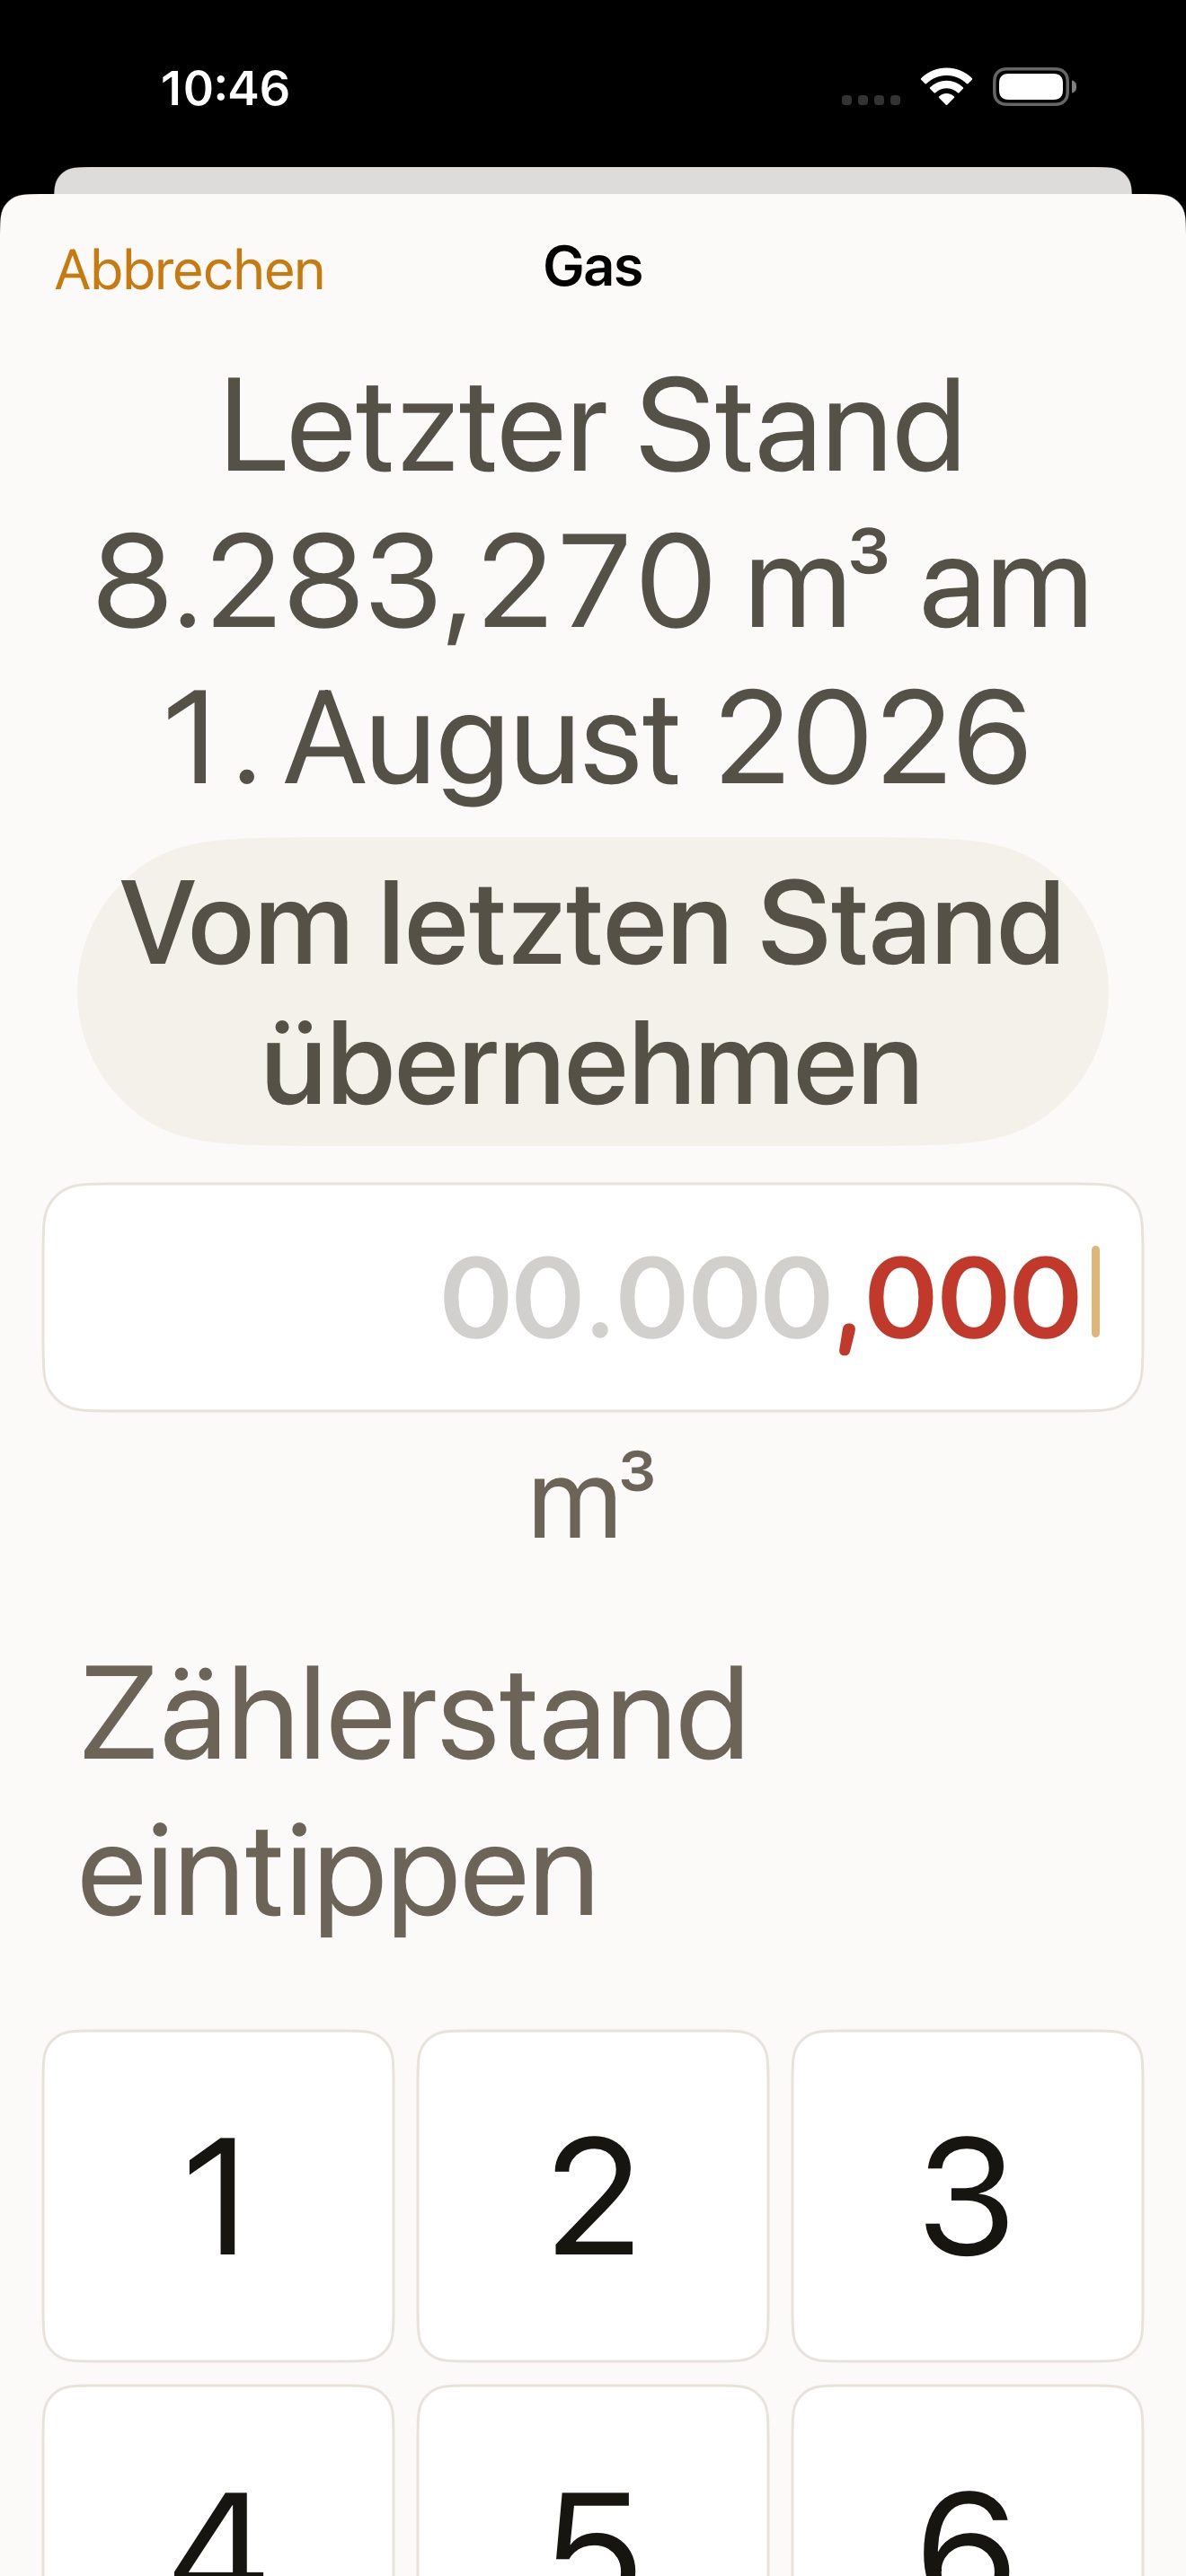 10:46
Abbrechen
Gas
Letzter Stand
8.283,270 m³ am
1. August 2026
Vom letzten Stand
übernehmen
00.000,000
m³
Zählerstand
eintippen
1 2 3
4 5 6